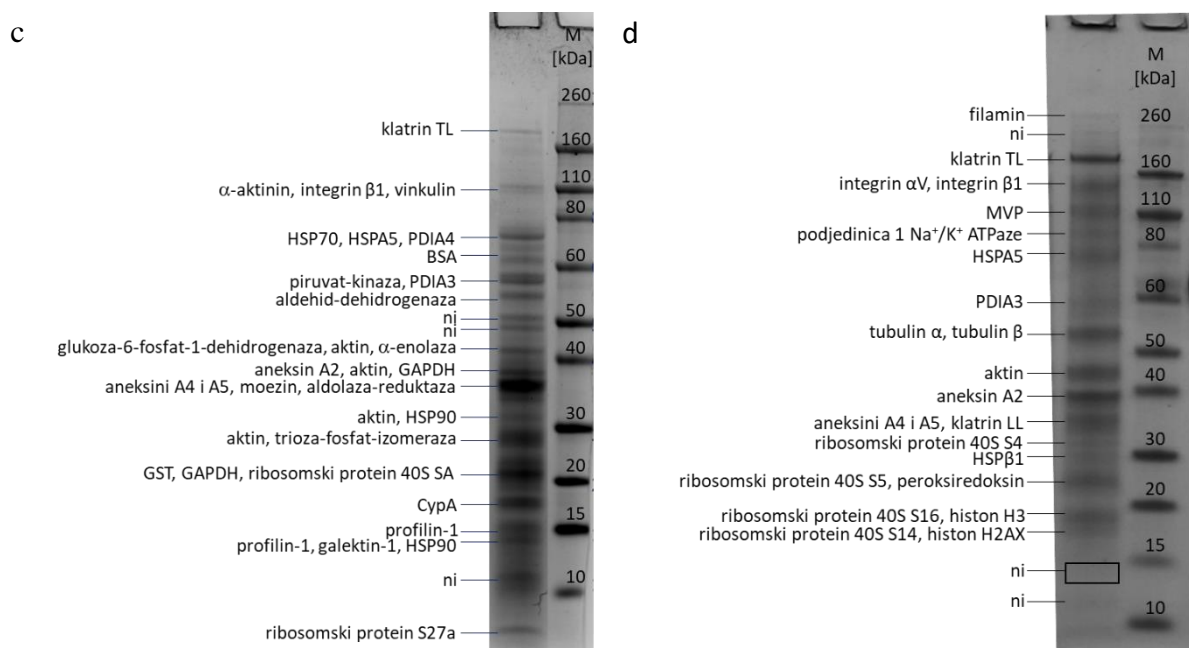 c
M
[kDa]
260
klatrin TL
160
α-aktinin, integrin β1, vinkulin
110
80
HSP70, HSPA5, PDIA4
BSA
60
piruvat-kinaza, PDIA3
aldehid-dehidrogenaza
ni
50
ni
glukoza-6-fosfat-1-dehidrogenaza, aktin, α-enolaza
40
aneksin A2, aktin, GAPDH
aneksini A4 i A5, moezin, aldolaza-reduktaza
aktin, HSP90
30
aktin, trioza-fosfat-izomeraza
GST, GAPDH, ribosomski protein 40S SA
20
CypA
15
profilin-1
profilin-1, galektin-1, HSP90
ni
10
ribosomski protein S27a
d
M
[kDa]
filamin
260
ni
klatrin TL
160
integrin αV, integrin β1
110
MVP
podjedinica 1 Na⁺/K⁺ ATPaze
80
HSPA5
60
PDIA3
tubulin α, tubulin β
50
aktin
40
aneksin A2
aneksini A4 i A5, klatrin LL
ribosomski protein 40S S4
30
HSPβ1
ribosomski protein 40S S5, peroksiredoksin
20
ribosomski protein 40S S16, histon H3
ribosomski protein 40S S14, histon H2AX
15
ni
ni
10